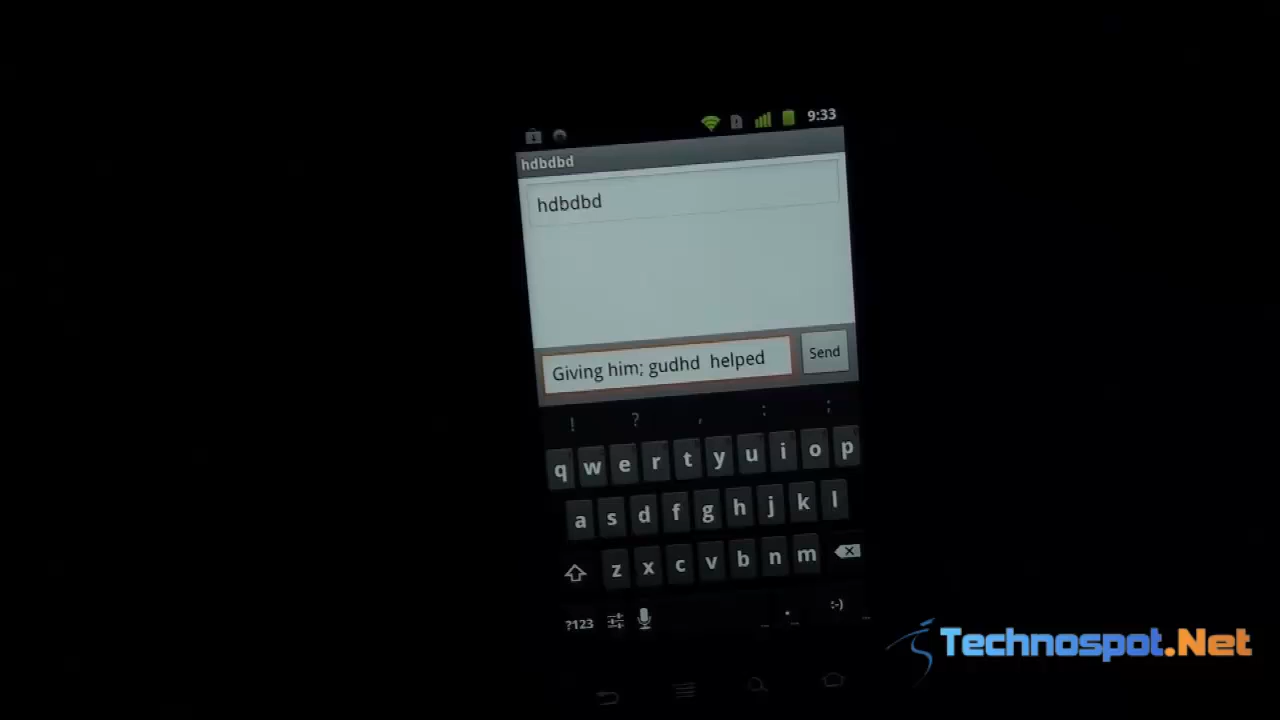 9:33
hdbdbd
hdbdbd
Giving him; gudhd  helped
Send
! ? , : ;
q w e r t y u i o p
a s d f g h j k l
z x c v b n m
?123 . :-)
Technospot.Net